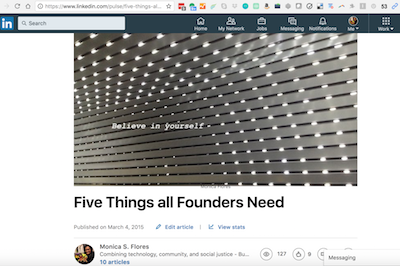 https://www.linkedin.com/pulse/five-things-al...
53
in
Search
Home
My Network
Jobs
Messaging
Notifications
Me
Work
Believe in yourself -
Monica Flores
Five Things all Founders Need
Published on March 4, 2015
Edit article
View stats
Monica S. Flores
Combining technology, community, and social justice - Bu...
10 articles
127
9
Messaging